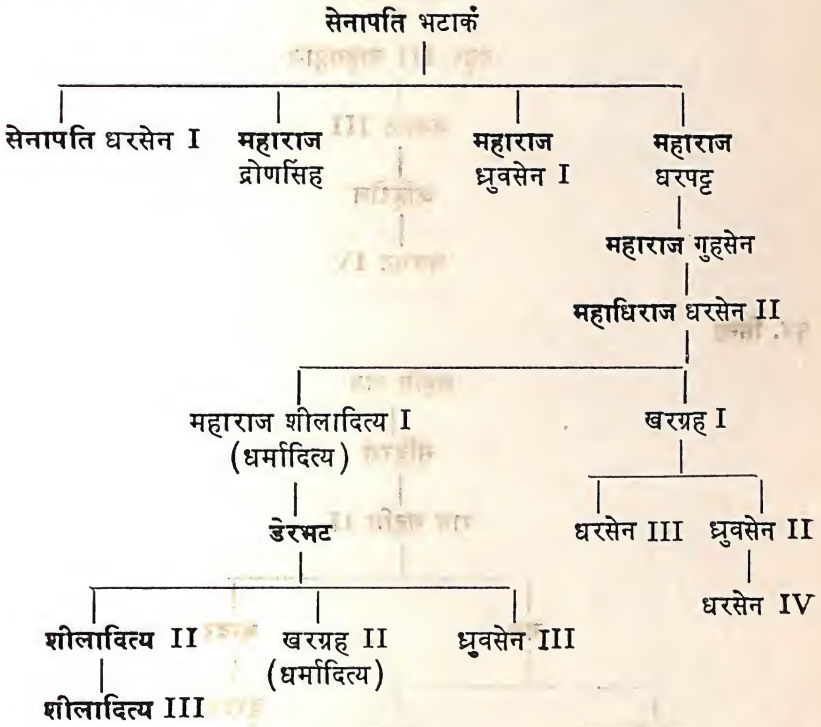 सेनापति भटार्क
सेनापति धरसेन I महाराज महाराज महाराज
द्रोणसिंह ध्रुवसेन I धरपट्ट
महाराज गुहसेन
महाधिराज धरसेन II
महाराज शीलादित्य I खरग्रह I
(धर्मादित्य)
डेरभट धरसेन III ध्रुवसेन II
धरसेन IV
शीलादित्य II खरग्रह II ध्रुवसेन III
(धर्मादित्य)
शीलादित्य III